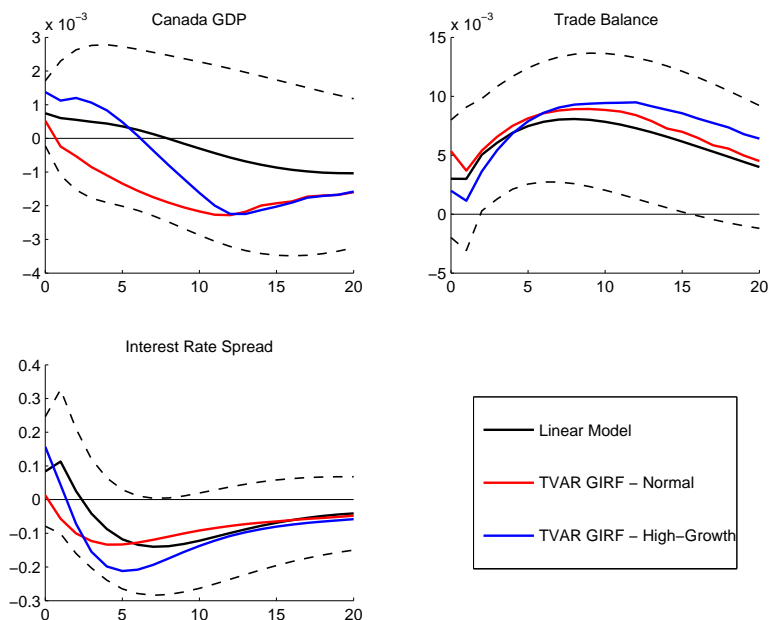 Canada GDP
x 10⁻³
3
2
1
0
−1
−2
−3
−4
0 5 10 15 20
Trade Balance
x 10⁻³
15
10
5
0
−5
0 5 10 15 20
Interest Rate Spread
0.4
0.3
0.2
0.1
0
−0.1
−0.2
−0.3
0 5 10 15 20
Linear Model
TVAR GIRF − Normal
TVAR GIRF − High−Growth